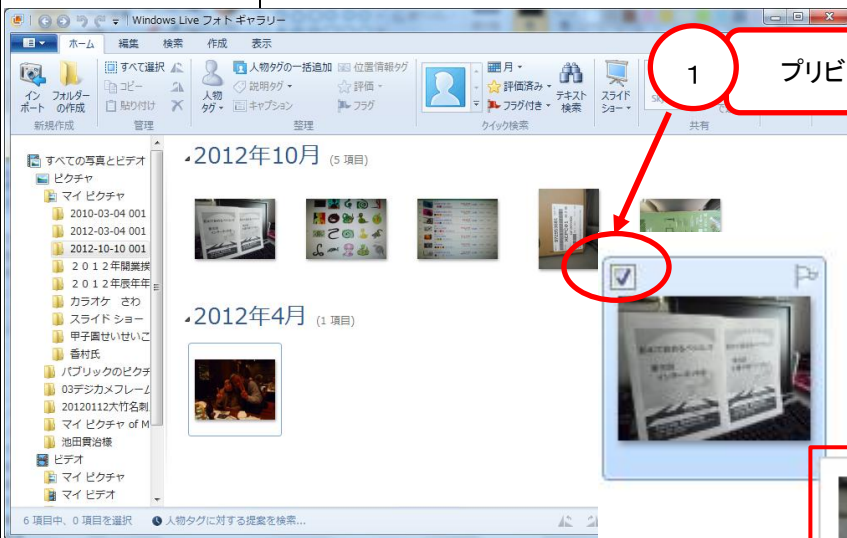 Windows Live フォト ギャラリー
ホーム 編集 検索 作成 表示
イン
ポート
フォルダー
の作成
新規作成
すべて選択
コピー
貼り付け
管理
人物
タグ
人物タグの一括追加
説明タグ
キャプション
位置情報タグ
評価
フラグ
整理
月
評価済み
フラグ付き
クイック検索
テキスト
検索
スライド
ショー
共有
1
プリビ
すべての写真とビデオ
ピクチャ
マイ ピクチャ
2010-03-04 001
2012-03-04 001
2012-10-10 001
２０１２年開業挨
２０１２年辰年年
カラオケ さわ
スライド ショー
甲子園せいせいこ
香村氏
パブリックのピクチ
03デジカメフレーム
20120112大竹名刺
マイ ピクチャ of M
池田貫治様
ビデオ
マイ ピクチャ
マイ ビデオ
2012年10月 (5 項目)
2012年4月 (1 項目)
6 項目中、0 項目を選択
人物タグに対する提案を検索...